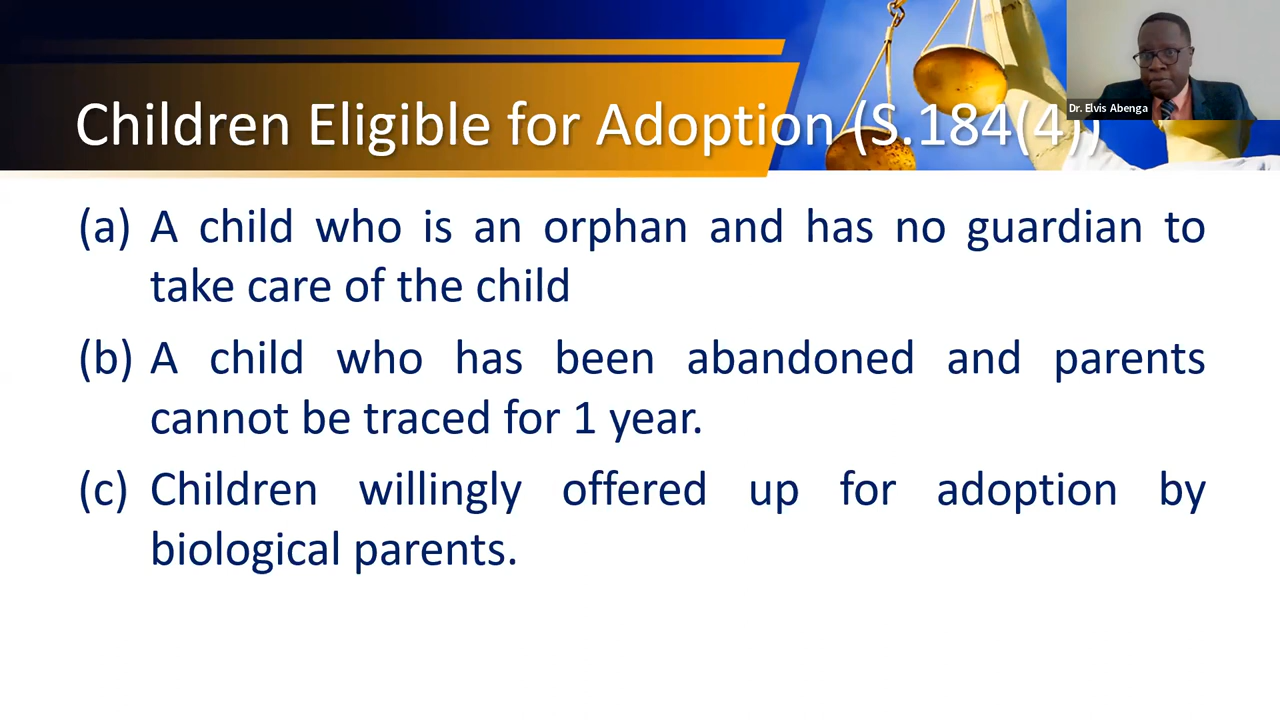 Children Eligible for Adoption (S.184(4))
Dr. Elvis Abenga
(a) A child who is an orphan and has no guardian to
take care of the child
(b) A child who has been abandoned and parents
cannot be traced for 1 year.
(c) Children willingly offered up for adoption by
biological parents.